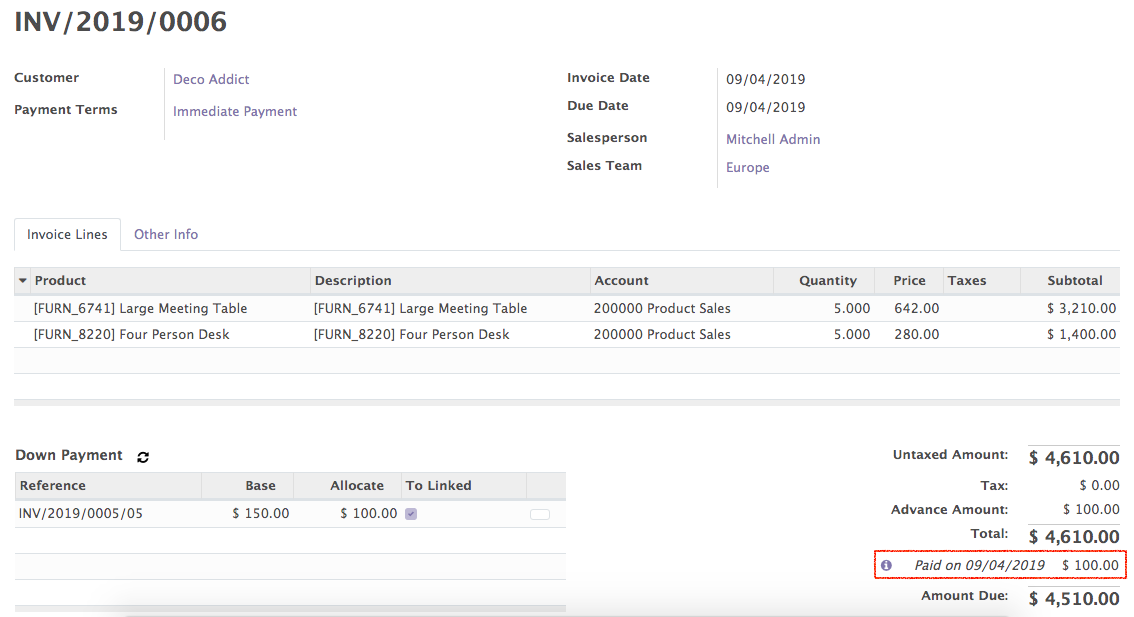 INV/2019/0006
Customer Deco Addict Invoice Date 09/04/2019
Payment Terms Immediate Payment Due Date 09/04/2019
Salesperson Mitchell Admin
Sales Team Europe
Invoice Lines Other Info
Product Description Account Quantity Price Taxes Subtotal
[FURN_6741] Large Meeting Table [FURN_6741] Large Meeting Table 200000 Product Sales 5.000 642.00 $ 3,210.00
[FURN_8220] Four Person Desk [FURN_8220] Four Person Desk 200000 Product Sales 5.000 280.00 $ 1,400.00
Down Payment
Reference Base Allocate To Linked
INV/2019/0005/05 $ 150.00 $ 100.00
Untaxed Amount: $ 4,610.00
Tax: $ 0.00
Advance Amount: $ 100.00
Total: $ 4,610.00
Paid on 09/04/2019 $ 100.00
Amount Due: $ 4,510.00